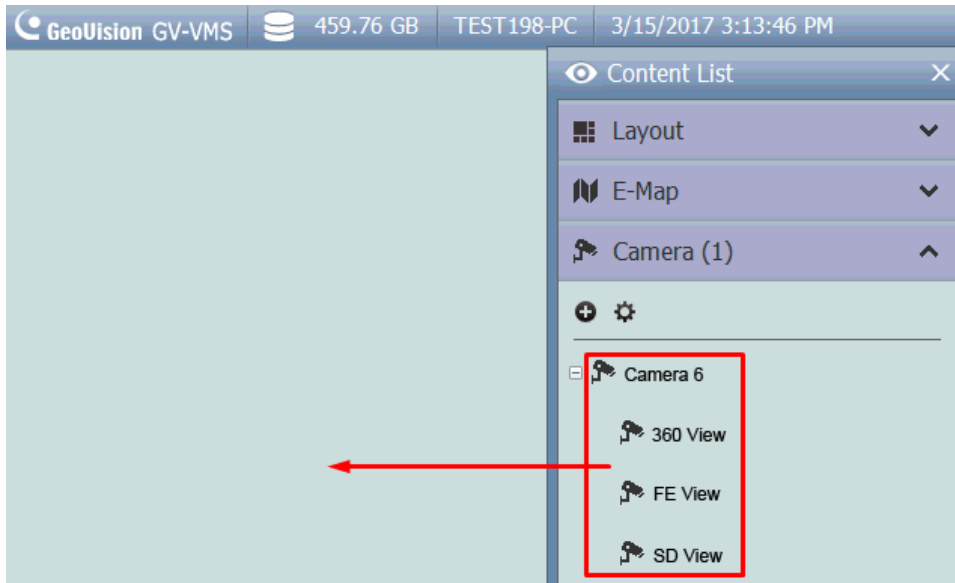 GeoVision GV-VMS 459.76 GB TEST198-PC 3/15/2017 3:13:46 PM
Content List
Layout
E-Map
Camera (1)
Camera 6
360 View
FE View
SD View